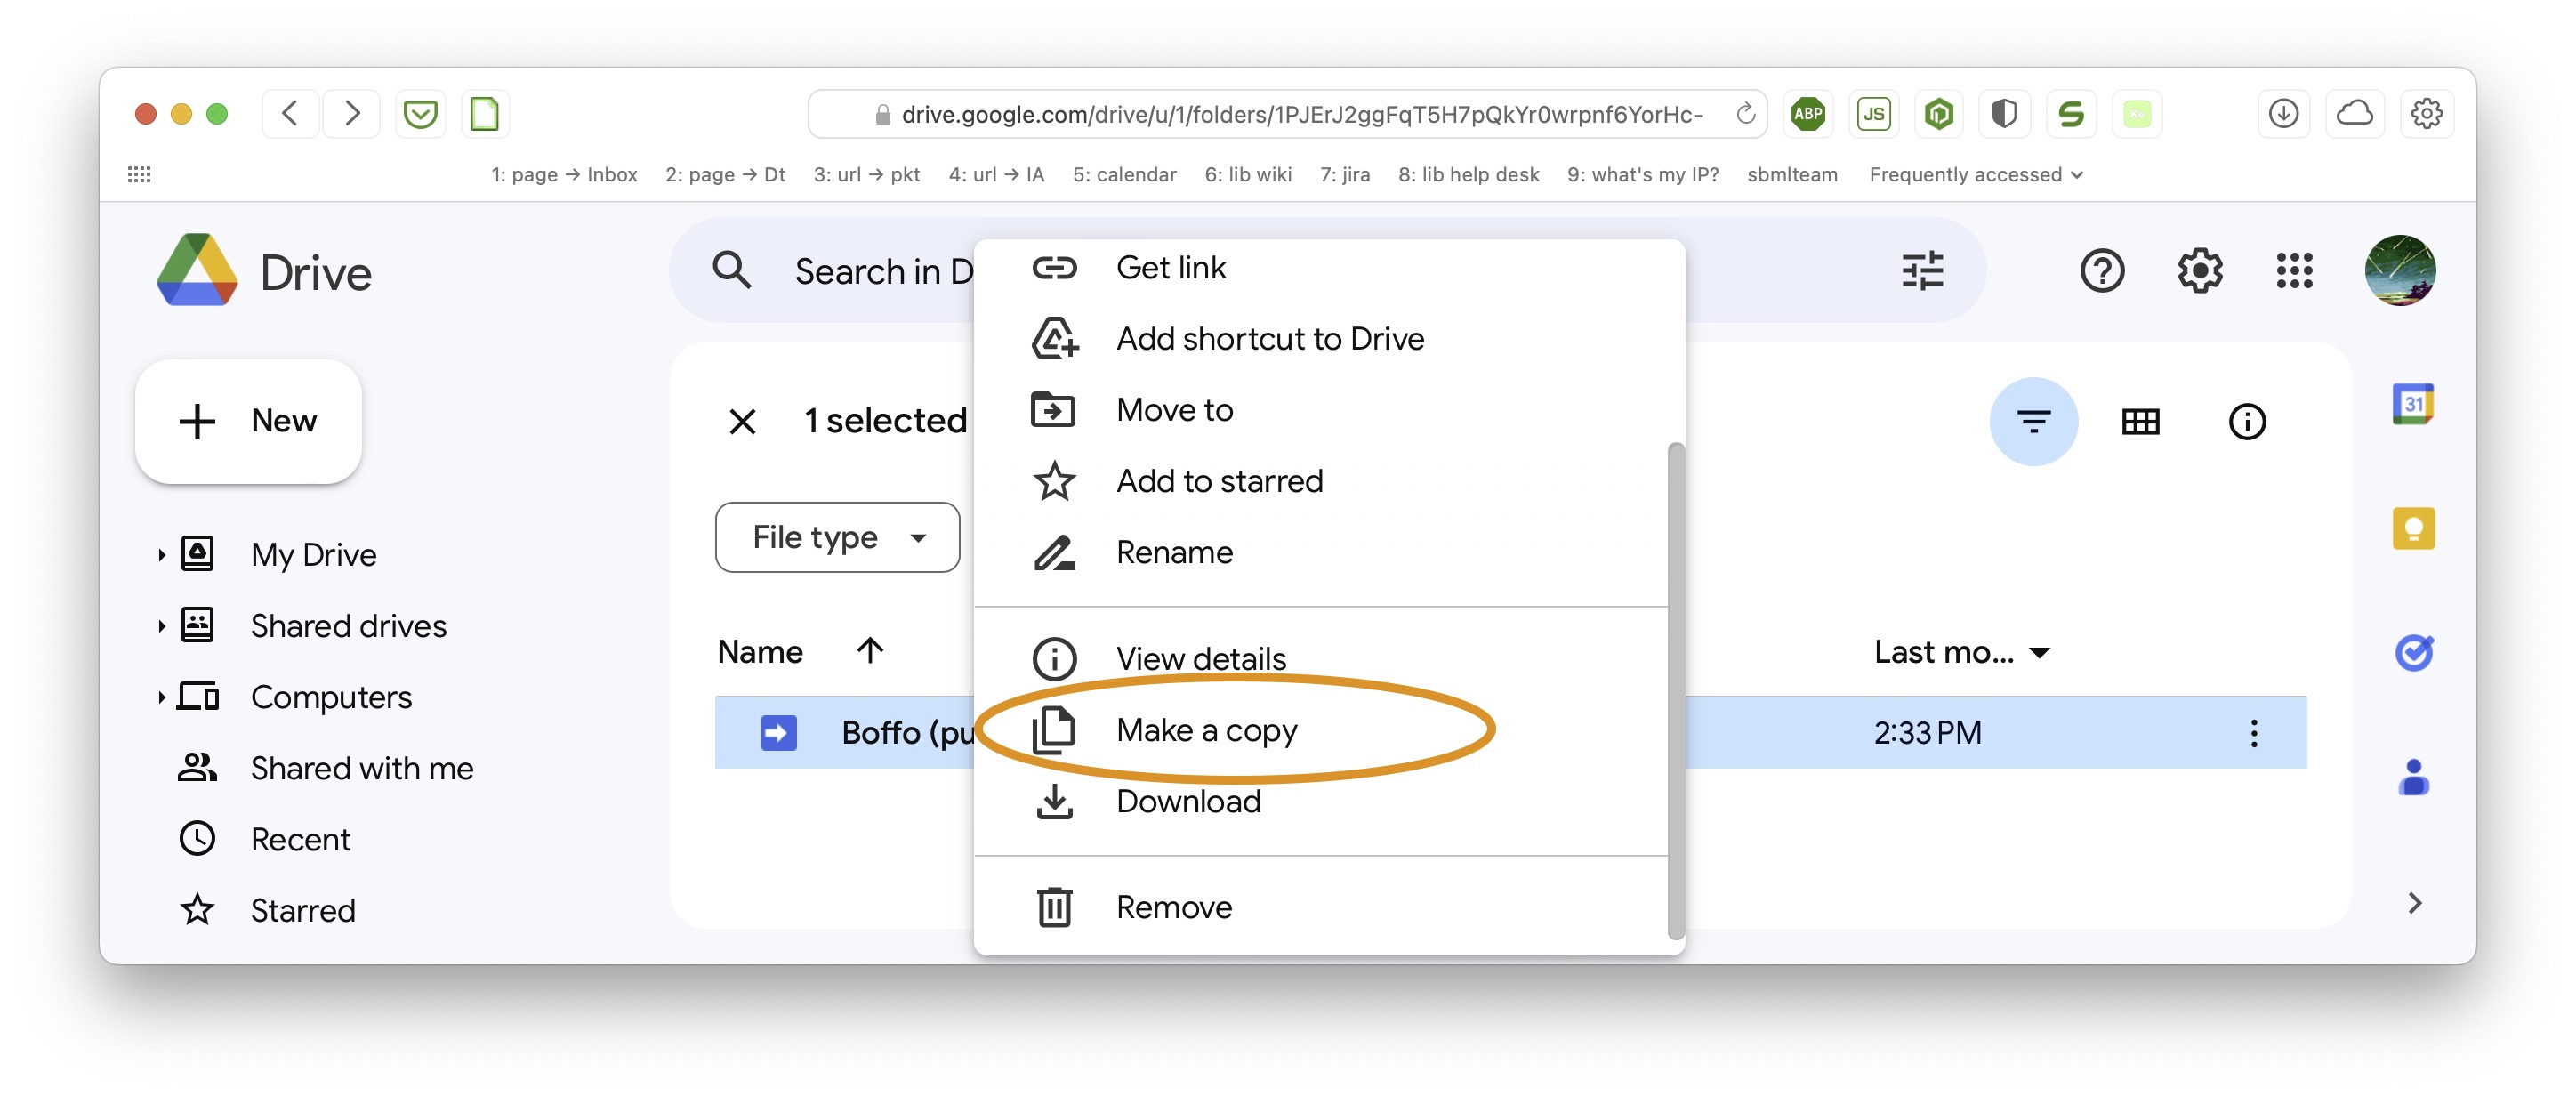 drive.google.com/drive/u/1/folders/1PJErJ2ggFqT5H7pQkYr0wrpnf6YorHc-
ABP
JS
1: page → Inbox
2: page → Dt
3: url → pkt
4: url → IA
5: calendar
6: lib wiki
7: jira
8: lib help desk
9: what's my IP?
sbmlteam
Frequently accessed
Drive
Search in D
New
My Drive
Shared drives
Computers
Shared with me
Recent
Starred
1 selected
File type
Name
Last mo...
Boffo (pu
2:33 PM
Get link
Add shortcut to Drive
Move to
Add to starred
Rename
View details
Make a copy
Download
Remove
31